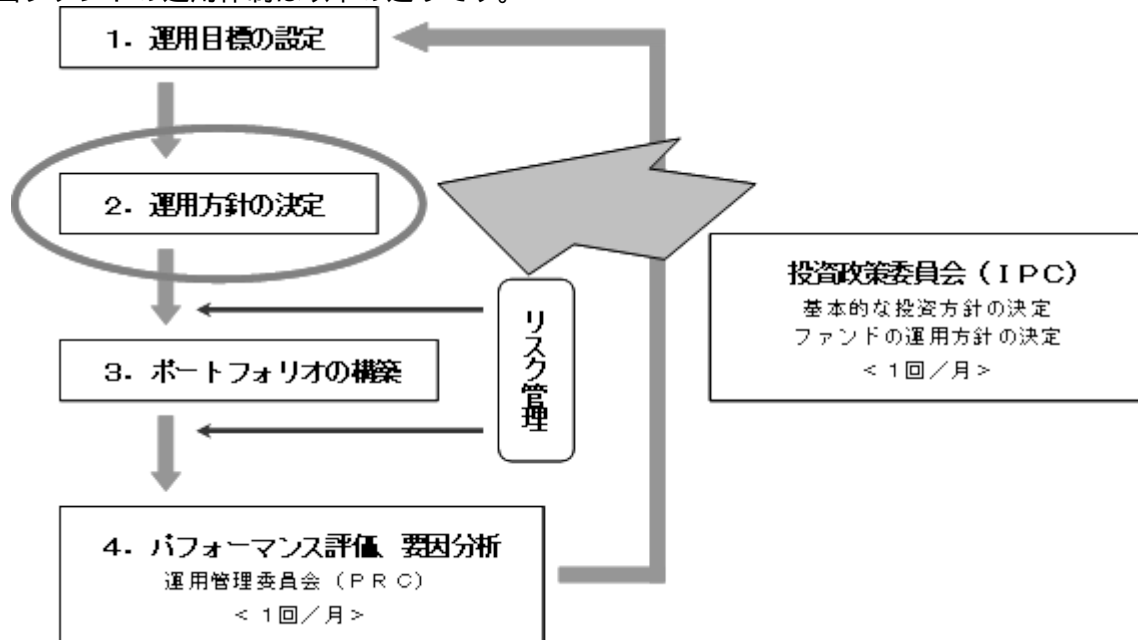 １．運用目標の設定
２．運用方針の決定
３．ポートフォリオの構築
４．パフォーマンス評価、要因分析
運用管理委員会（ＰＲＣ）
＜１回／月＞
リスク管理
投資政策委員会（ＩＰＣ）
基本的な投資方針の決定
ファンドの運用方針の決定
＜１回／月＞